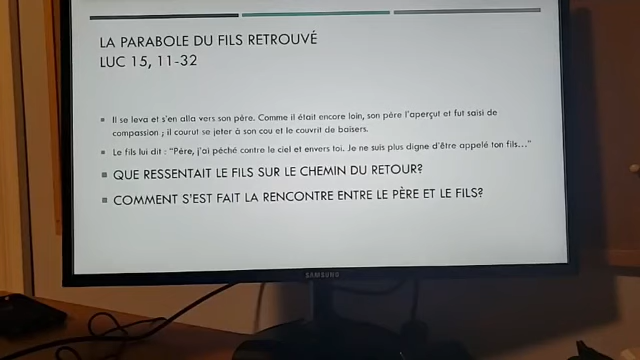 LA PARABOLE DU FILS RETROUVÉ
LUC 15, 11-32
Il se leva et s'en alla vers son père. Comme il était encore loin, son père l'aperçut et fut saisi de
compassion ; il courut se jeter à son cou et le couvrit de baisers.
Le fils lui dit : "Père, j'ai péché contre le ciel et envers toi. Je ne suis plus digne d'être appelé ton fils..."
QUE RESSENTAIT LE FILS SUR LE CHEMIN DU RETOUR?
COMMENT S'EST FAIT LA RENCONTRE ENTRE LE PÈRE ET LE FILS?
SAMSUNG